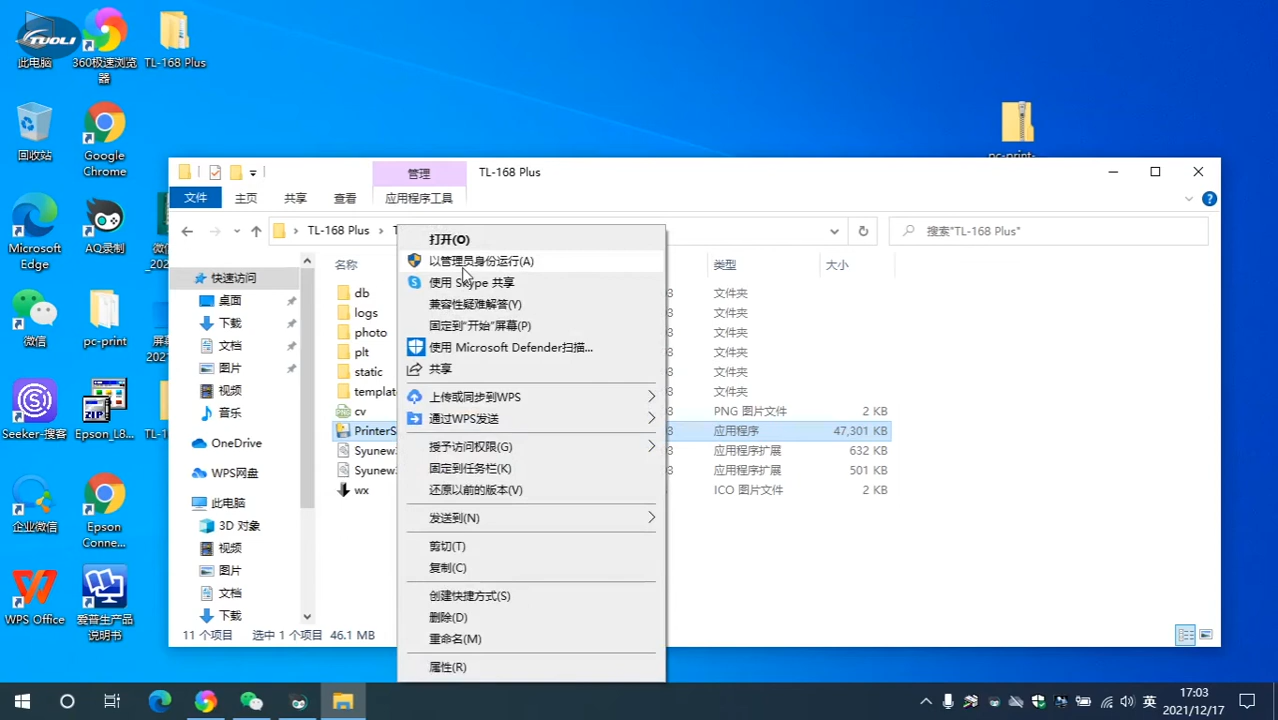 TUOLI
此电脑
360极速浏览
器
TL-168 Plus
回收站
Google
Chrome
Microsoft
Edge
AQ录制
微信
pc-print
Seeker-搜客
Epson_L8...
企业微信
Epson
Conne...
WPS Office
爱普生产品
说明书
管理
TL-168 Plus
文件
主页
共享
查看
应用程序工具
TL-168 Plus
搜索"TL-168 Plus"
快速访问
桌面
下载
文档
图片
视频
音乐
OneDrive
WPS网盘
此电脑
3D 对象
视频
图片
文档
下载
名称
类型
大小
db
文件夹
logs
文件夹
photo
文件夹
plt
文件夹
static
文件夹
文件夹
cv
PNG 图片文件
2 KB
应用程序
47,301 KB
应用程序扩展
632 KB
应用程序扩展
501 KB
wx
ICO 图片文件
2 KB
打开(O)
以管理员身份运行(A)
使用 Skype 共享
兼容性疑难解答(Y)
固定到"开始"屏幕(P)
使用 Microsoft Defender扫描...
共享
上传或同步到WPS
通过WPS发送
授予访问权限(G)
固定到任务栏(K)
还原以前的版本(V)
发送到(N)
剪切(T)
复制(C)
创建快捷方式(S)
删除(D)
重命名(M)
属性(R)
11 个项目
选中 1 个项目
46.1 MB
英
17:03
2021/12/17